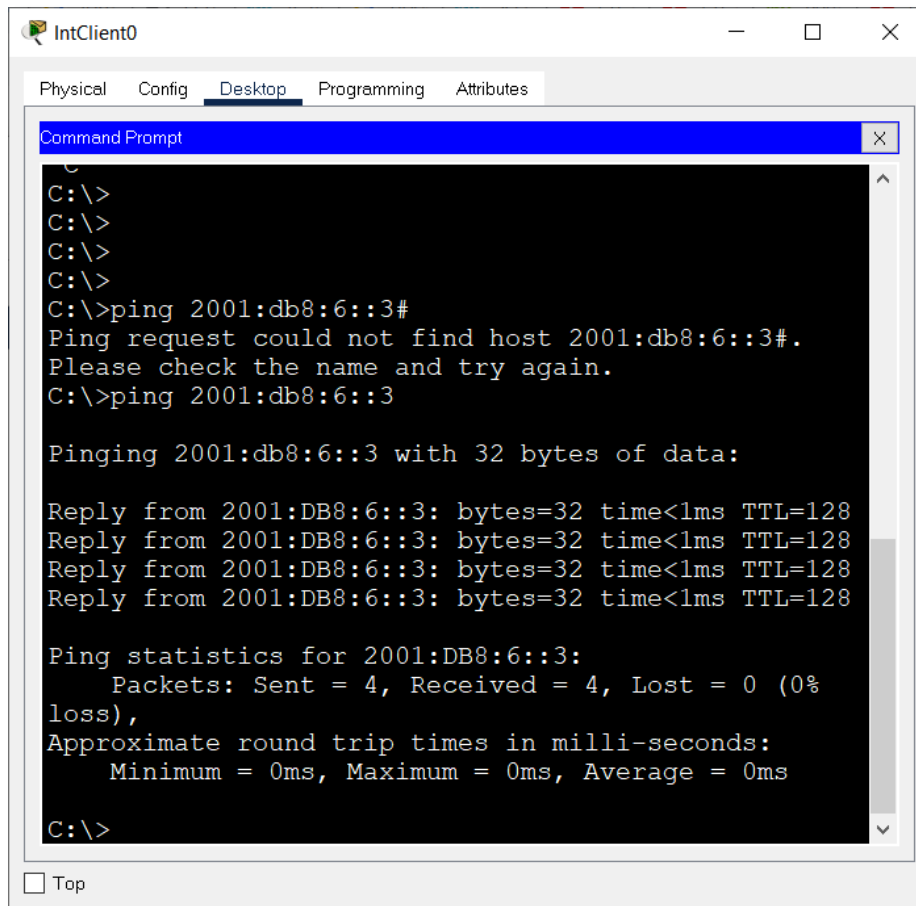 IntClient0
Physical Config Desktop Programming Attributes
Command Prompt X
C:\>
C:\>
C:\>
C:\>
C:\>ping 2001:db8:6::3#
Ping request could not find host 2001:db8:6::3#.
Please check the name and try again.
C:\>ping 2001:db8:6::3
Pinging 2001:db8:6::3 with 32 bytes of data:
Reply from 2001:DB8:6::3: bytes=32 time<1ms TTL=128
Reply from 2001:DB8:6::3: bytes=32 time<1ms TTL=128
Reply from 2001:DB8:6::3: bytes=32 time<1ms TTL=128
Reply from 2001:DB8:6::3: bytes=32 time<1ms TTL=128
Ping statistics for 2001:DB8:6::3:
Packets: Sent = 4, Received = 4, Lost = 0 (0%
loss),
Approximate round trip times in milli-seconds:
Minimum = 0ms, Maximum = 0ms, Average = 0ms
C:\>
Top